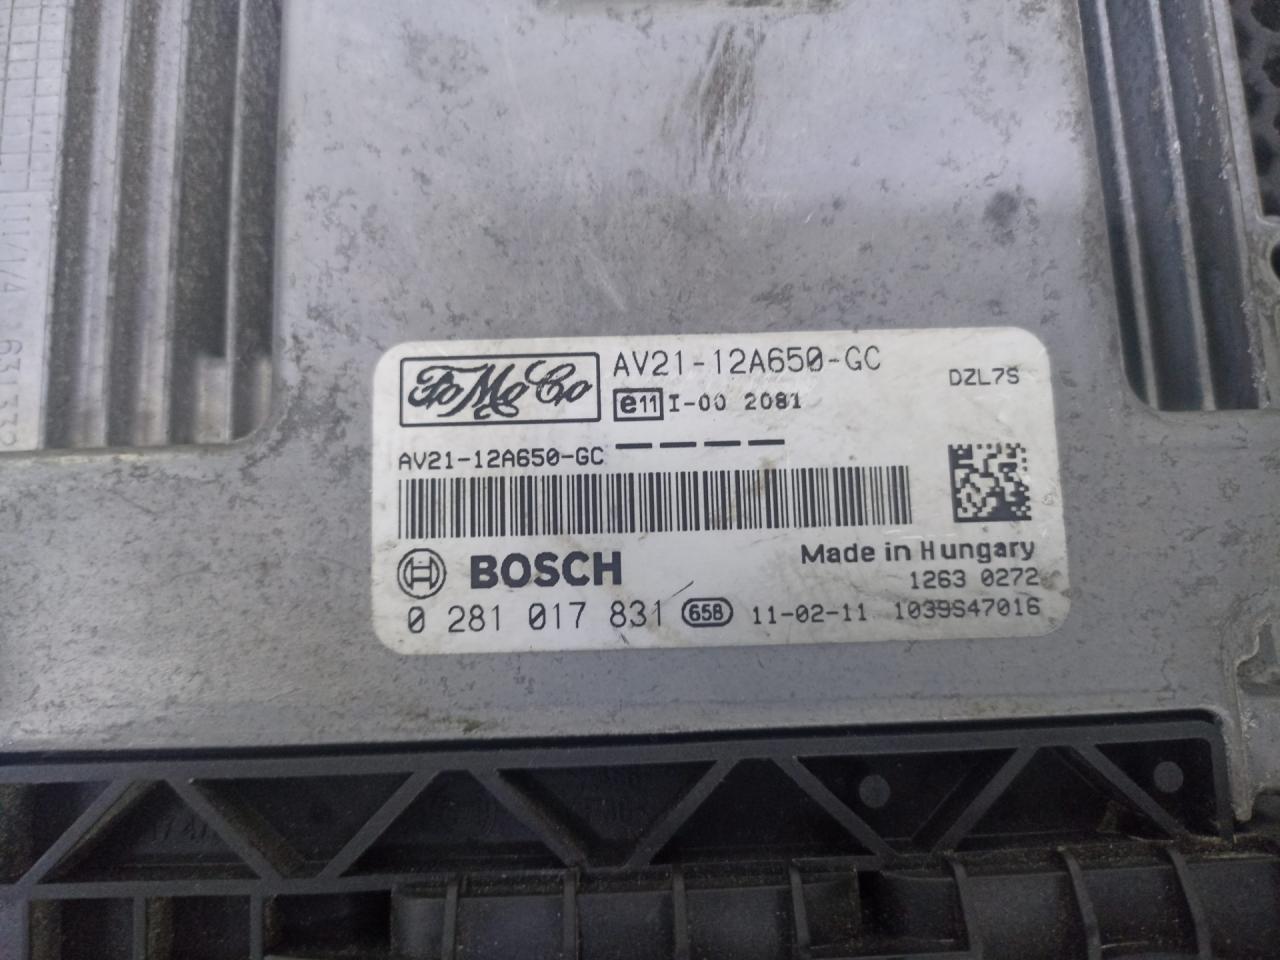 FoMoCo
AV21-12A650-GC
DZL7S
e11 I-00 2081
AV21-12A650-GC
BOSCH
Made in Hungary
1263 0272
0 281 017 831 65B 11-02-11 1039S47016